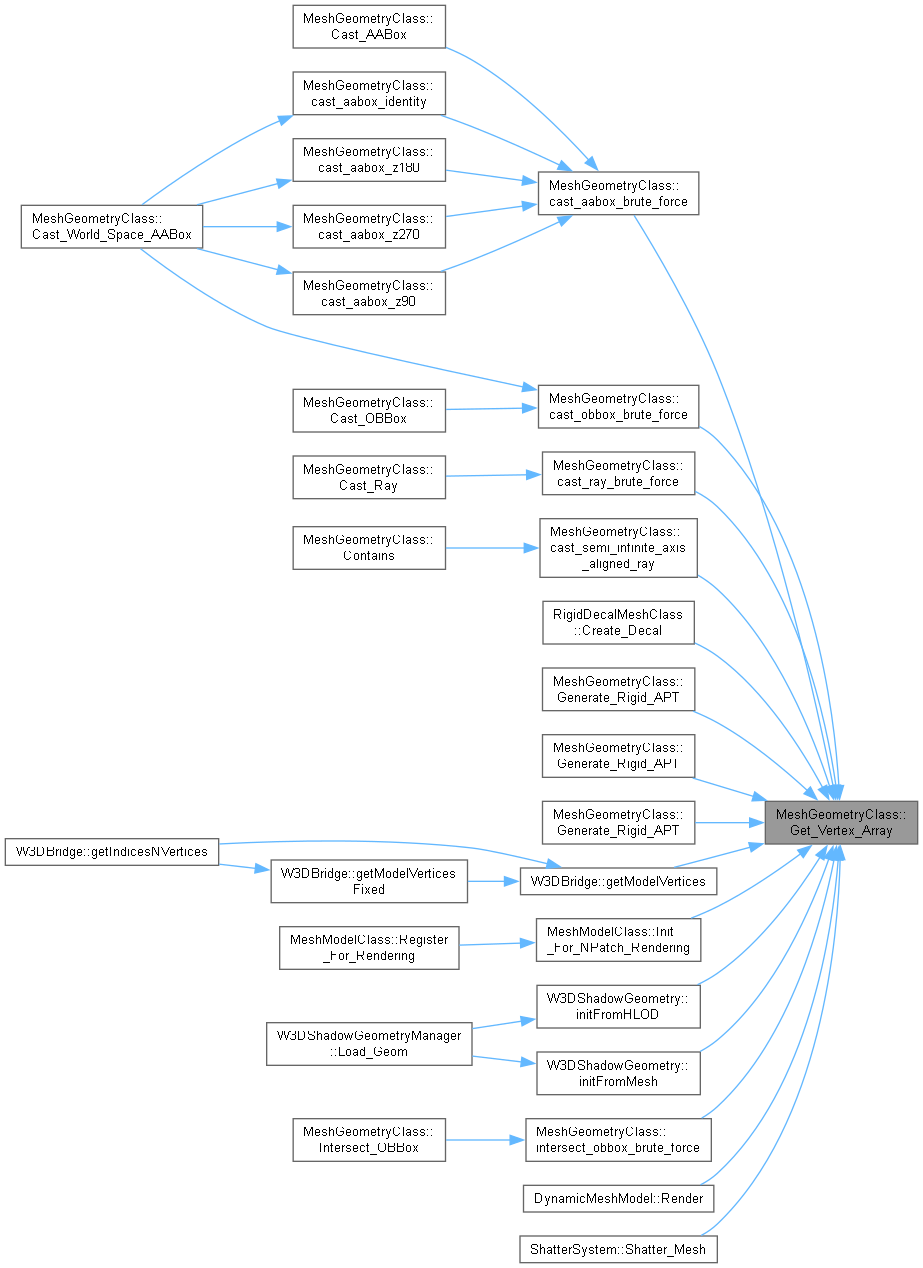 MeshGeometryClass::
Cast_AABox
MeshGeometryClass::
cast_aabox_identity
MeshGeometryClass::
cast_aabox_z180
MeshGeometryClass::
cast_aabox_brute_force
MeshGeometryClass::
Cast_World_Space_AABox
MeshGeometryClass::
cast_aabox_z270
MeshGeometryClass::
cast_aabox_z90
MeshGeometryClass::
cast_obbox_brute_force
MeshGeometryClass::
Cast_OBBox
MeshGeometryClass::
cast_ray_brute_force
MeshGeometryClass::
Cast_Ray
MeshGeometryClass::
cast_semi_infinite_axis
_aligned_ray
MeshGeometryClass::
Contains
RigidDecalMeshClass
::Create_Decal
MeshGeometryClass::
Generate_Rigid_APT
MeshGeometryClass::
Generate_Rigid_APT
MeshGeometryClass::
Generate_Rigid_APT
MeshGeometryClass::
Get_Vertex_Array
W3DBridge::getIndicesNVertices
W3DBridge::getModelVertices
Fixed
W3DBridge::getModelVertices
MeshModelClass::Init
_For_NPatch_Rendering
MeshModelClass::Register
_For_Rendering
W3DShadowGeometry::
initFromHLOD
W3DShadowGeometryManager
::Load_Geom
W3DShadowGeometry::
initFromMesh
MeshGeometryClass::
intersect_obbox_brute_force
MeshGeometryClass::
Intersect_OBBox
DynamicMeshModel::Render
ShatterSystem::Shatter_Mesh